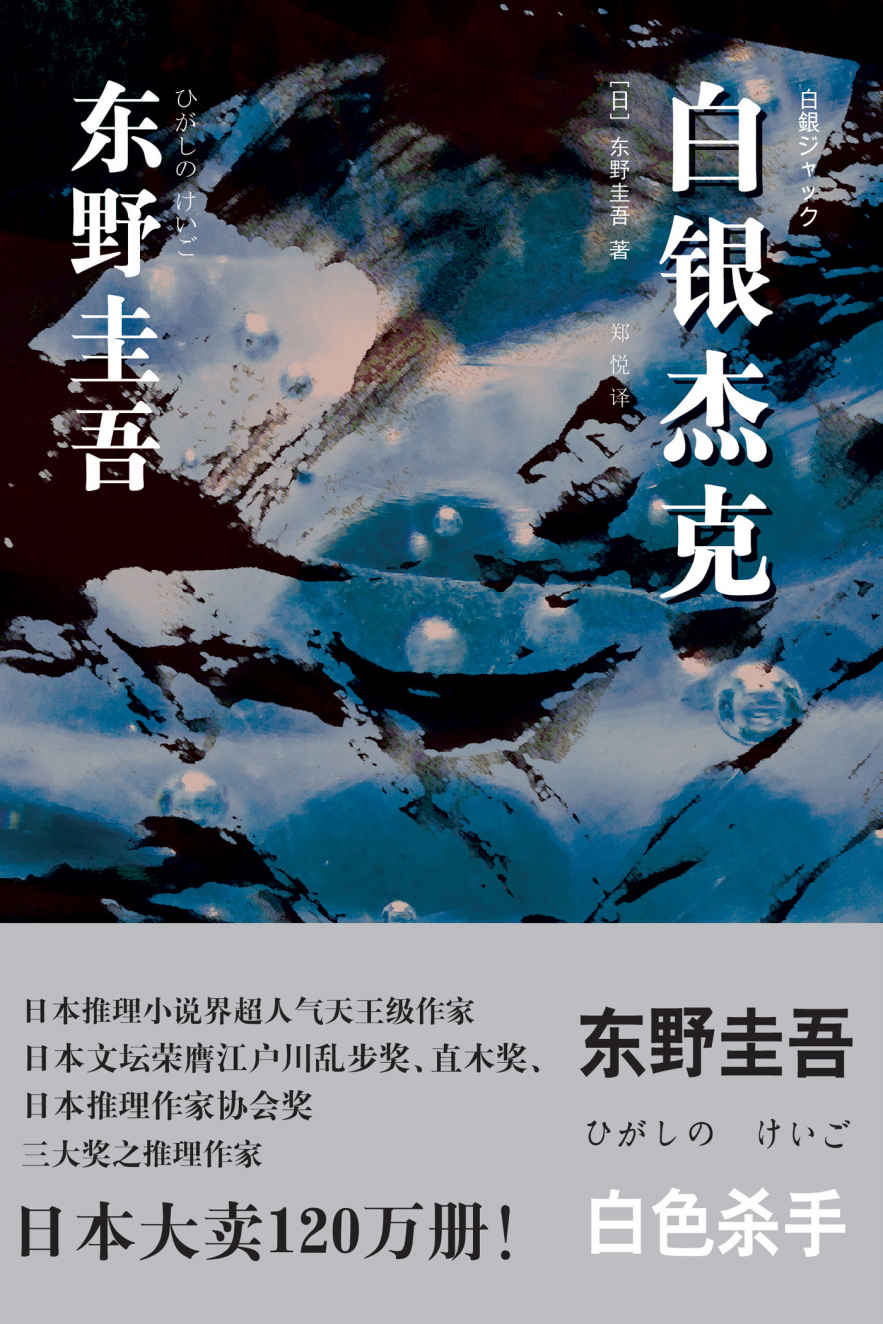 白銀ジャック
白银杰克
[日] 东野圭吾 著
郑悦 译
ひがしの けいご
东野圭吾
日本推理小说界超人气天王级作家
日本文坛荣膺江户川乱步奖、直木奖、
日本推理作家协会奖
三大奖之推理作家
日本大卖120万册!
东野圭吾
ひがしの けいご
白色杀手